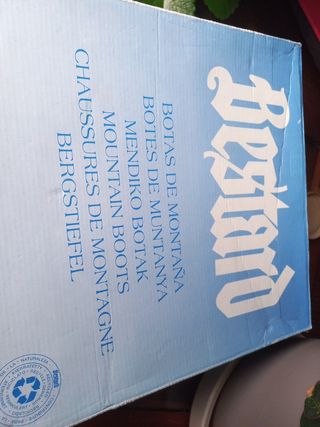 Bestard
BOTAS DE MONTAÑA
BOTES DE MUNTANYA
MENDIKO BOTAK
MOUNTAIN BOOTS
CHAUSSURES DE MONTAGNE
BERGSTIEFEL